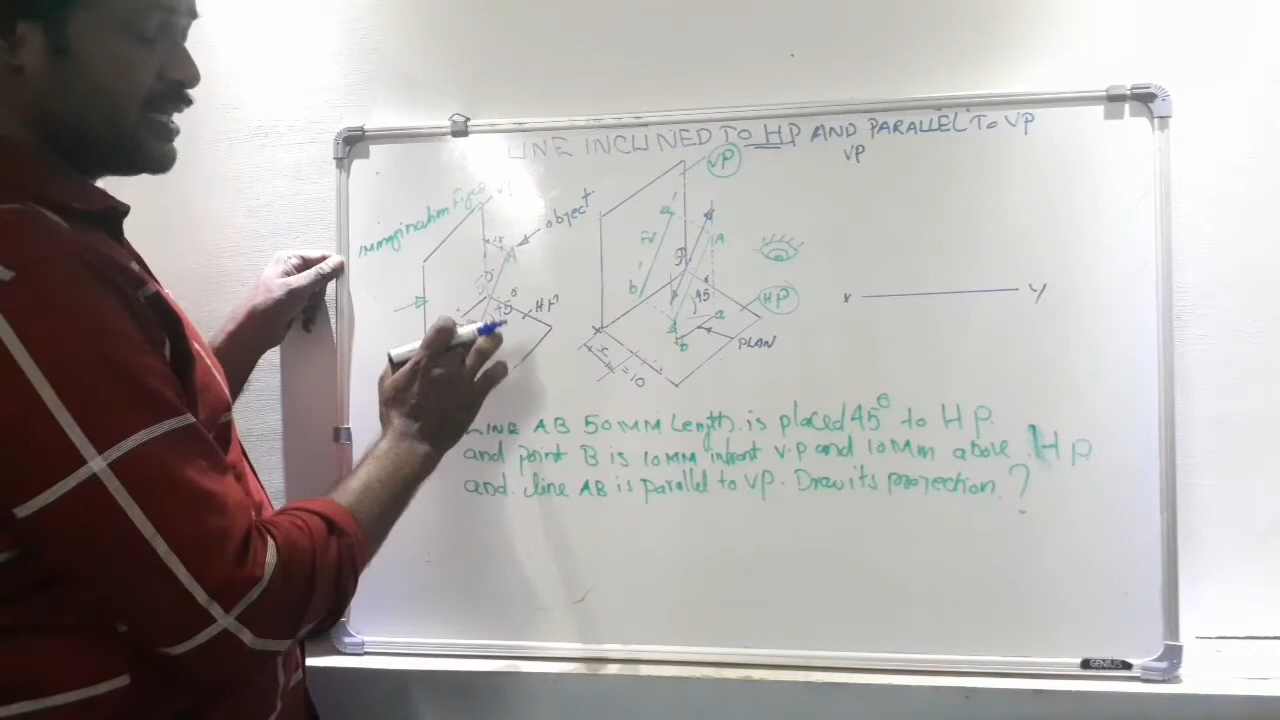 LINE INCLINED TO HP AND PARALLEL TO VP
VP
VP
object
a'
A
FV
b'
45
HP
a
b
PLAN
x
= 10
HP
X
Y
LINE AB 50MM Length is placed 45° to HP.
and point B is 10MM infront V.P and 10Mm above HP
and line AB is parallel to VP. Draw its projection. ?
GENIUS